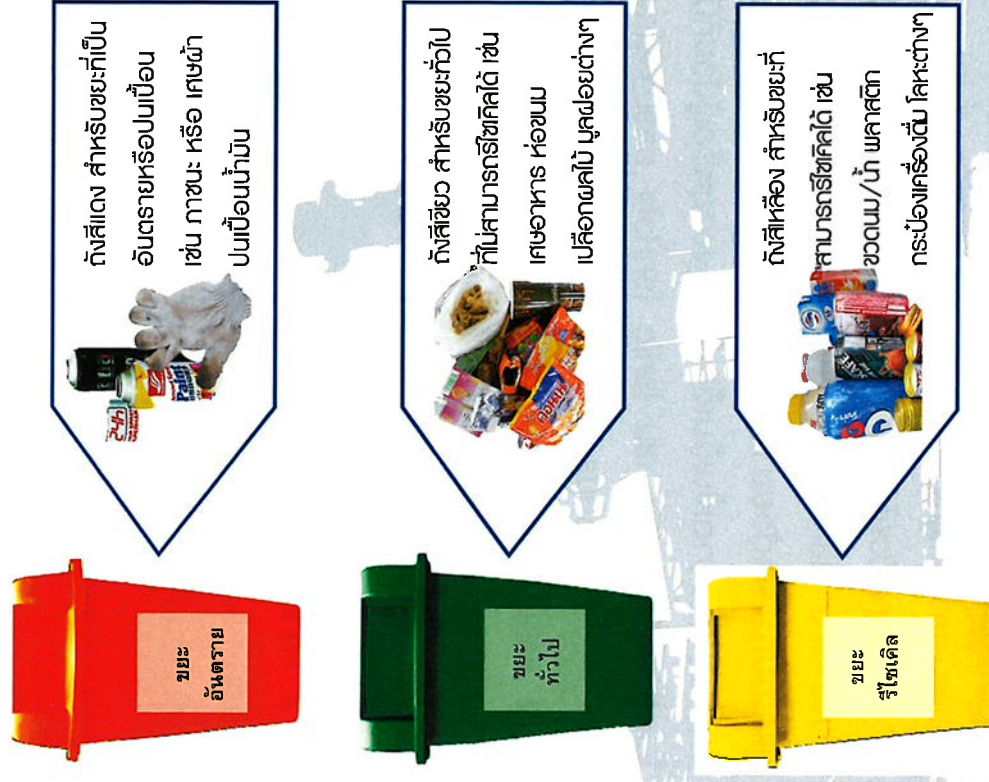 ถังสีแดง สำหรับขยะที่เป็น
อันตรายหรือปนเปื้อน
เช่น ภาชนะ หรือ เศษผ้า
ปนเปื้อนน้ำมัน
24h
Paint
ขยะ
อันตราย
ถังสีเขียว สำหรับขยะทั่วไป
ที่ไม่สามารถรีไซเคิลได้ เช่น
เศษอาหาร ห่อขนม
เปลือกผลไม้ มูลฝอยต่างๆ
ขยะ
ทั่วไป
ถังสีเหลือง สำหรับขยะที่
สามารถรีไซเคิลได้ เช่น
ขวดนม/น้ำ พลาสติก
กระป๋องเครื่องดื่ม โลหะต่างๆ
ขยะ
รีไซเคิล